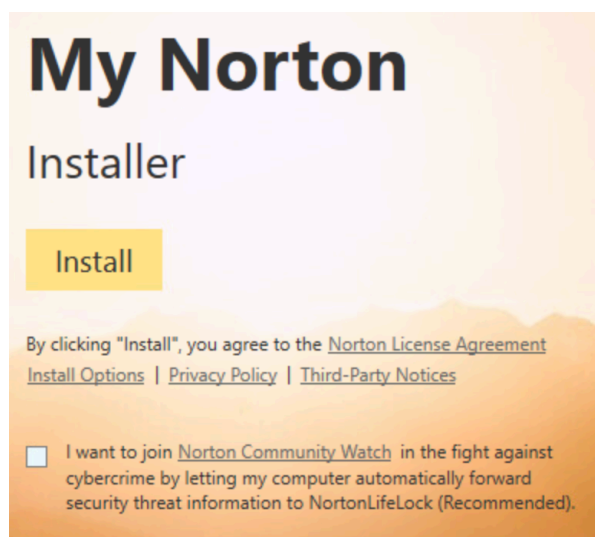 My Norton
Installer
Install
By clicking "Install", you agree to the Norton License Agreement
Install Options | Privacy Policy | Third-Party Notices
I want to join Norton Community Watch in the fight against
cybercrime by letting my computer automatically forward
security threat information to NortonLifeLock (Recommended).